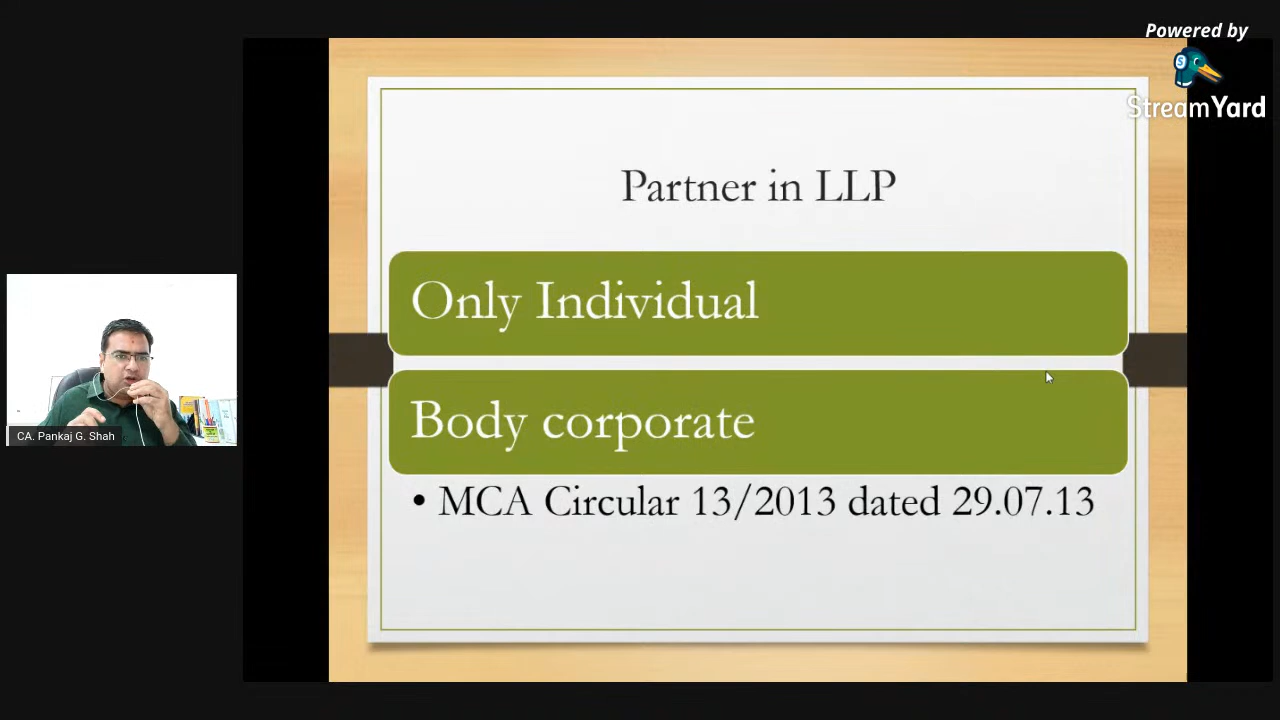 Powered by
StreamYard
Partner in LLP
Only Individual
Body corporate
• MCA Circular 13/2013 dated 29.07.13
CA. Pankaj G. Shah